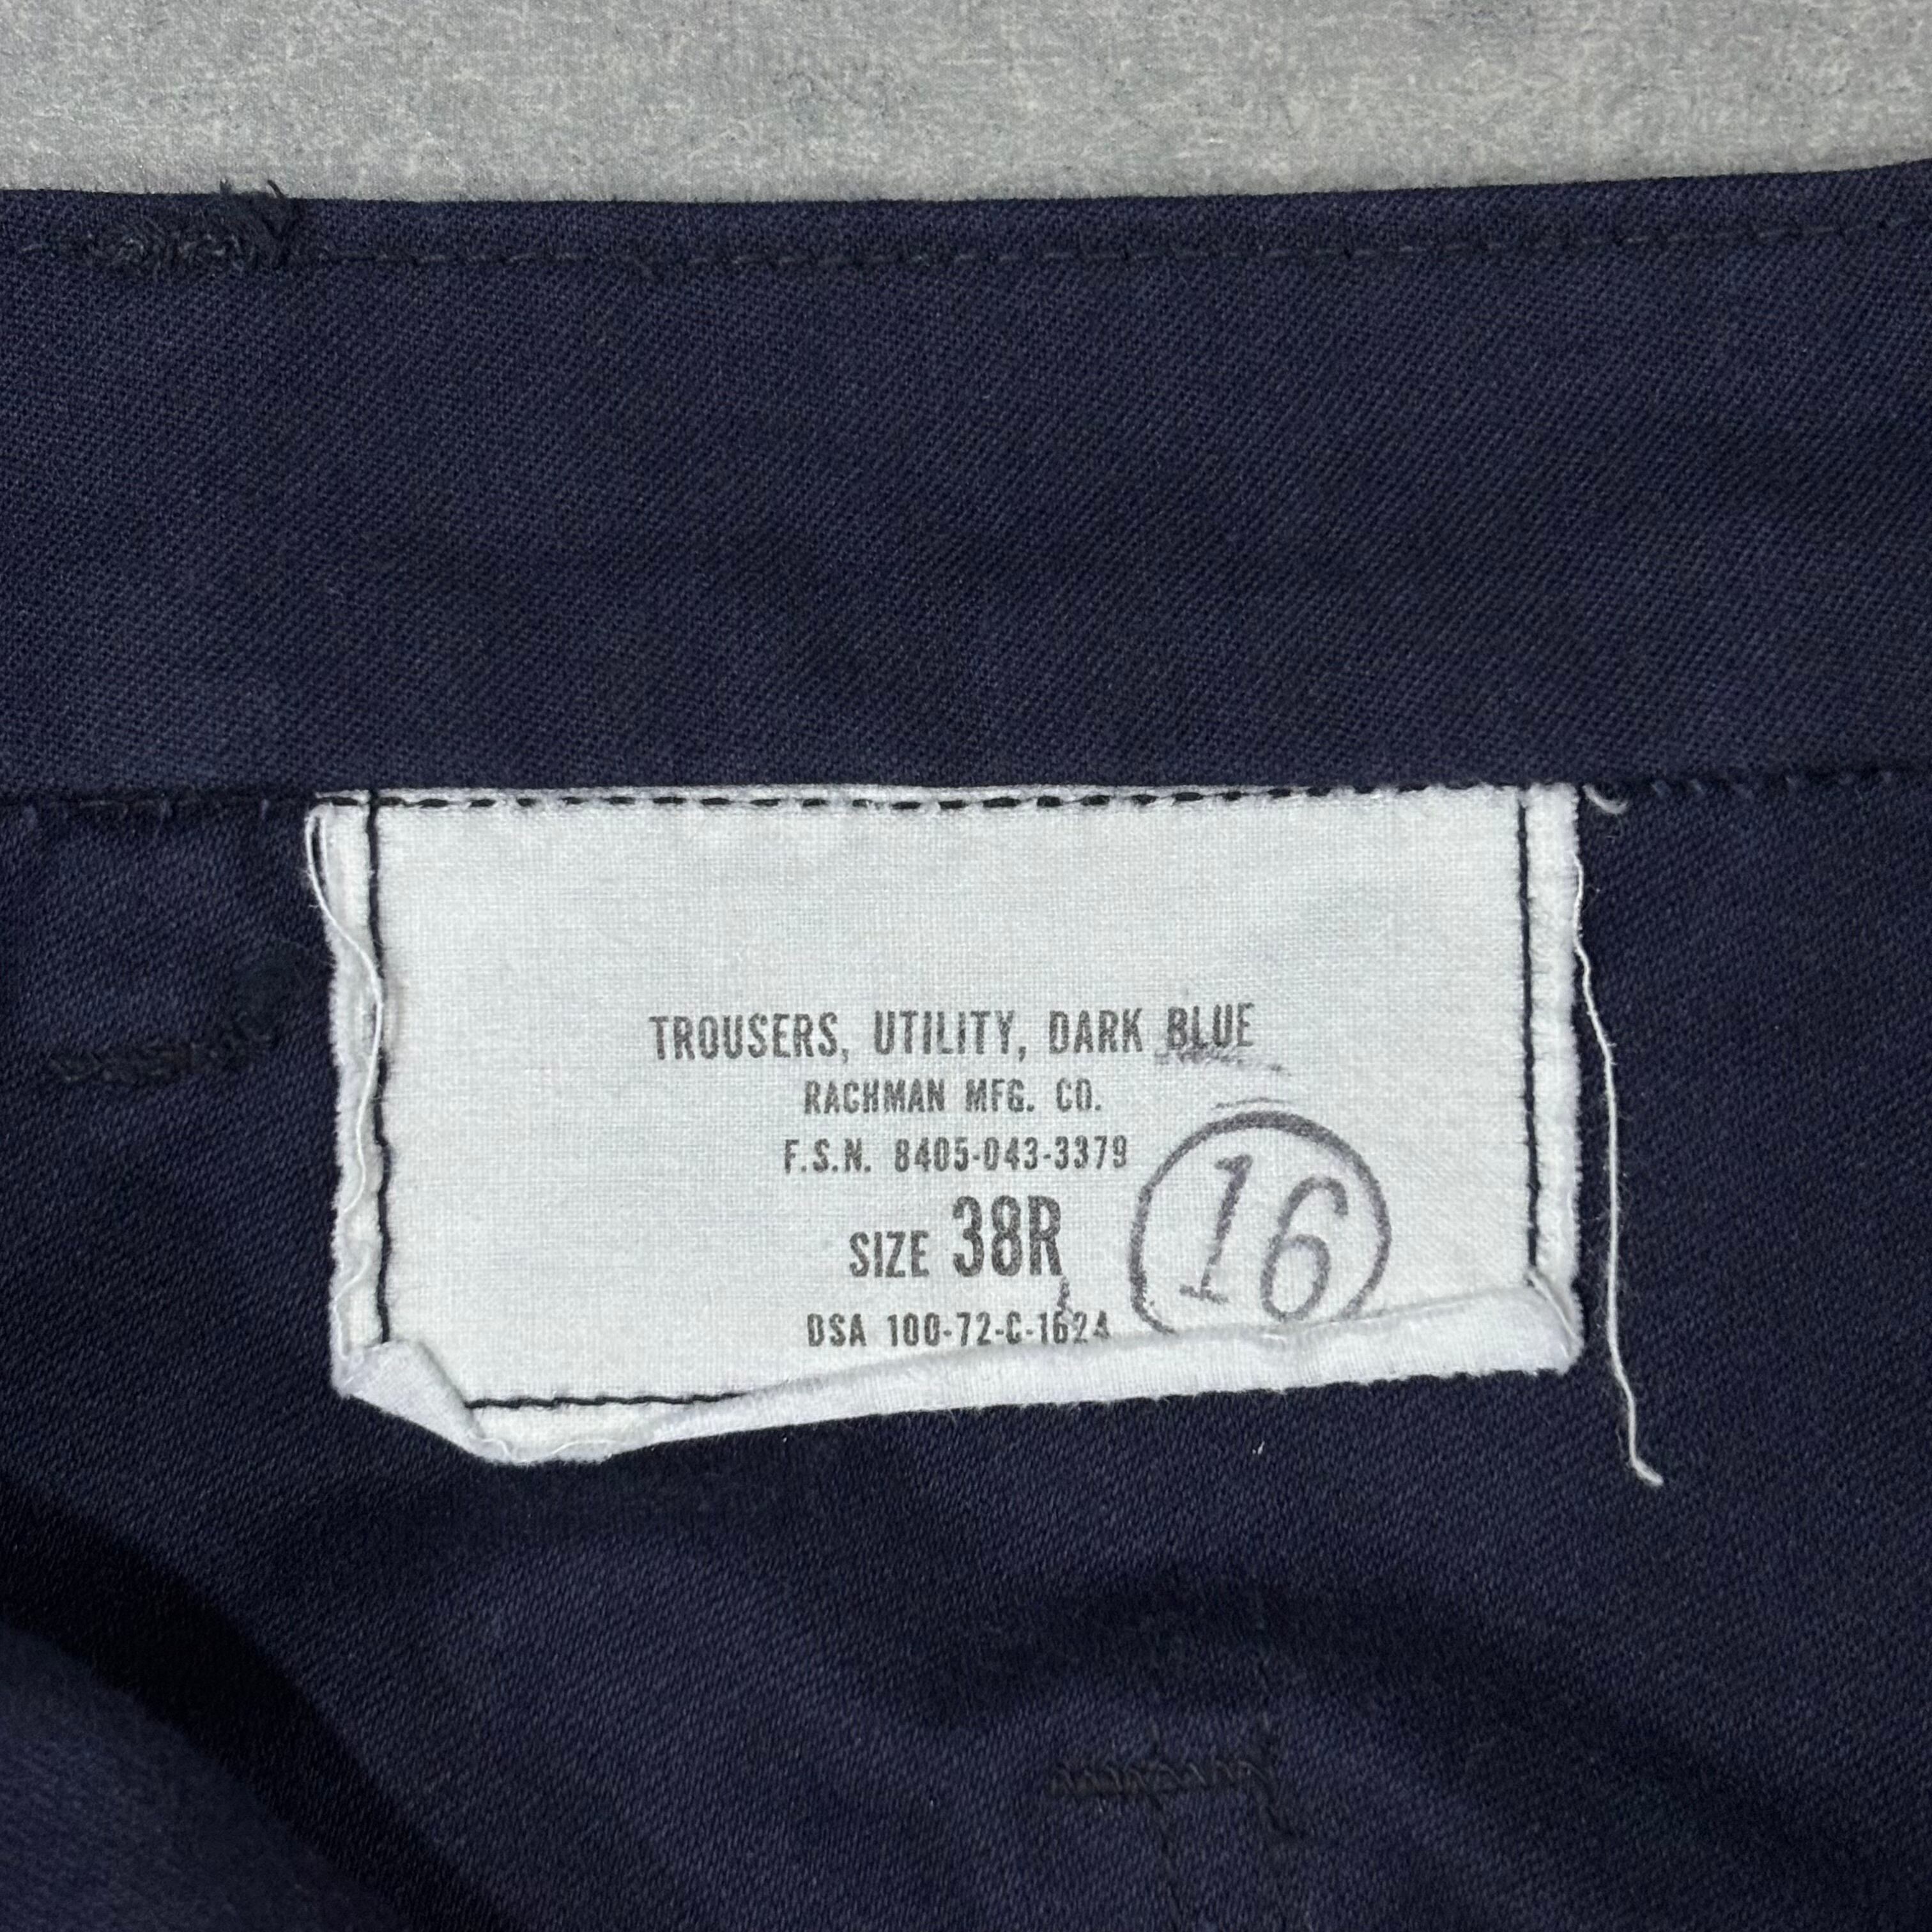 TROUSERS, UTILITY, DARK BLUE
RACHMAN MFG. CO.
F.S.N. 8405-043-3379
SIZE 38R
16
DSA 100-72-C-1624